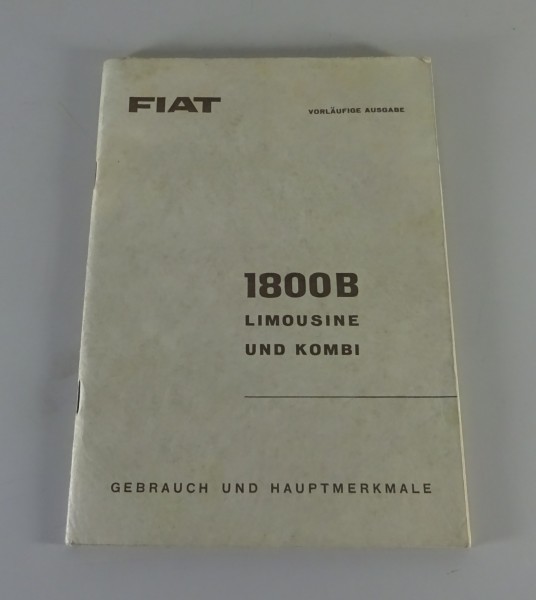 FIAT
VORLÄUFIGE AUSGABE
1800B
LIMOUSINE
UND KOMBI
GEBRAUCH UND HAUPTMERKMALE